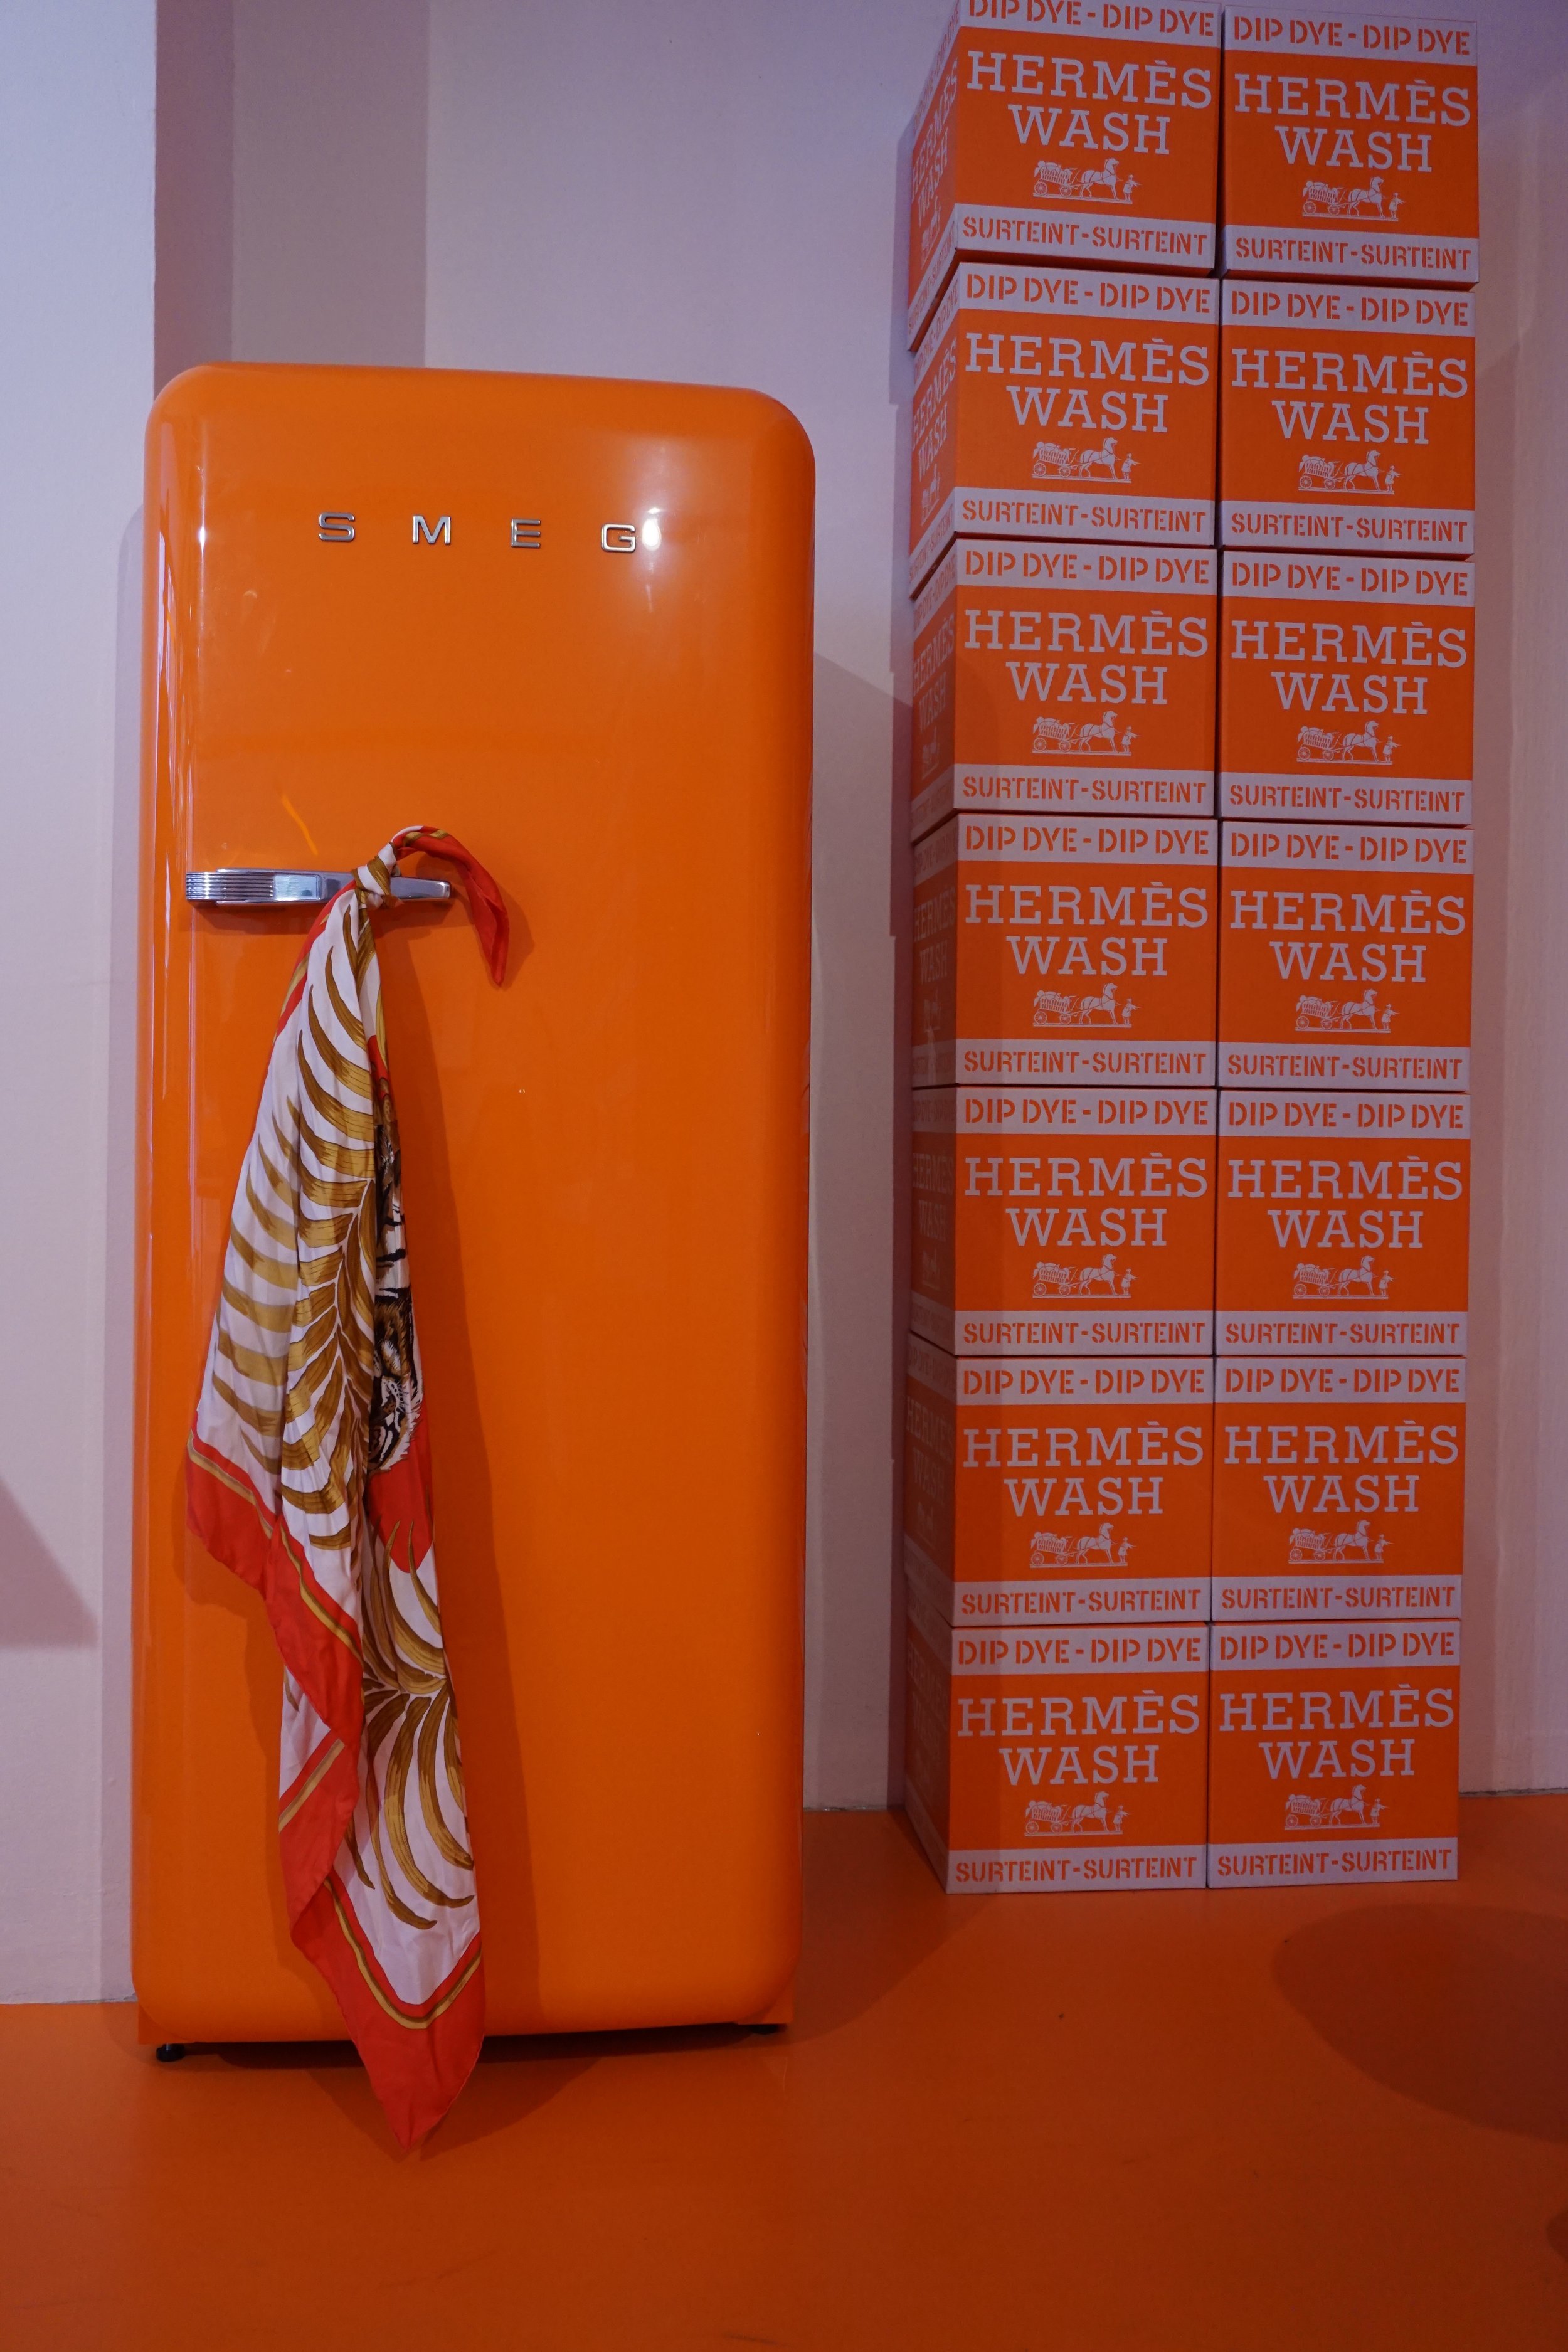 SMEG
DIP DYE - DIP DYE
HERMÈS
WASH
SURTEINT-SURTEINT
DIP DYE - DIP DYE
HERMÈS
WASH
SURTEINT-SURTEINT
DIP DYE - DIP DYE
HERMÈS
WASH
SURTEINT-SURTEINT
DIP DYE - DIP DYE
HERMÈS
WASH
SURTEINT-SURTEINT
DIP DYE - DIP DYE
HERMÈS
WASH
SURTEINT-SURTEINT
DIP DYE - DIP DYE
HERMÈS
WASH
SURTEINT-SURTEINT
DIP DYE - DIP DYE
HERMÈS
WASH
SURTEINT-SURTEINT
DIP DYE - DIP DYE
HERMÈS
WASH
SURTEINT-SURTEINT
DIP DYE - DIP DYE
HERMÈS
WASH
SURTEINT-SURTEINT
DIP DYE - DIP DYE
HERMÈS
WASH
SURTEINT-SURTEINT
DIP DYE - DIP DYE
HERMÈS
WASH
SURTEINT-SURTEINT
DIP DYE - DIP DYE
HERMÈS
WASH
SURTEINT-SURTEINT
DIP DYE - DIP DYE
HERMÈS
WASH
SURTEINT-SURTEINT
DIP DYE - DIP DYE
HERMÈS
WASH
SURTEINT-SURTEINT